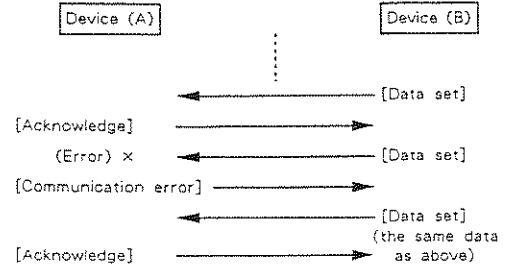 Device (A) Device (B)
[Data set]
[Acknowledge]
(Error) × [Data set]
[Communication error]
[Data set]
(the same data
[Acknowledge] as above)